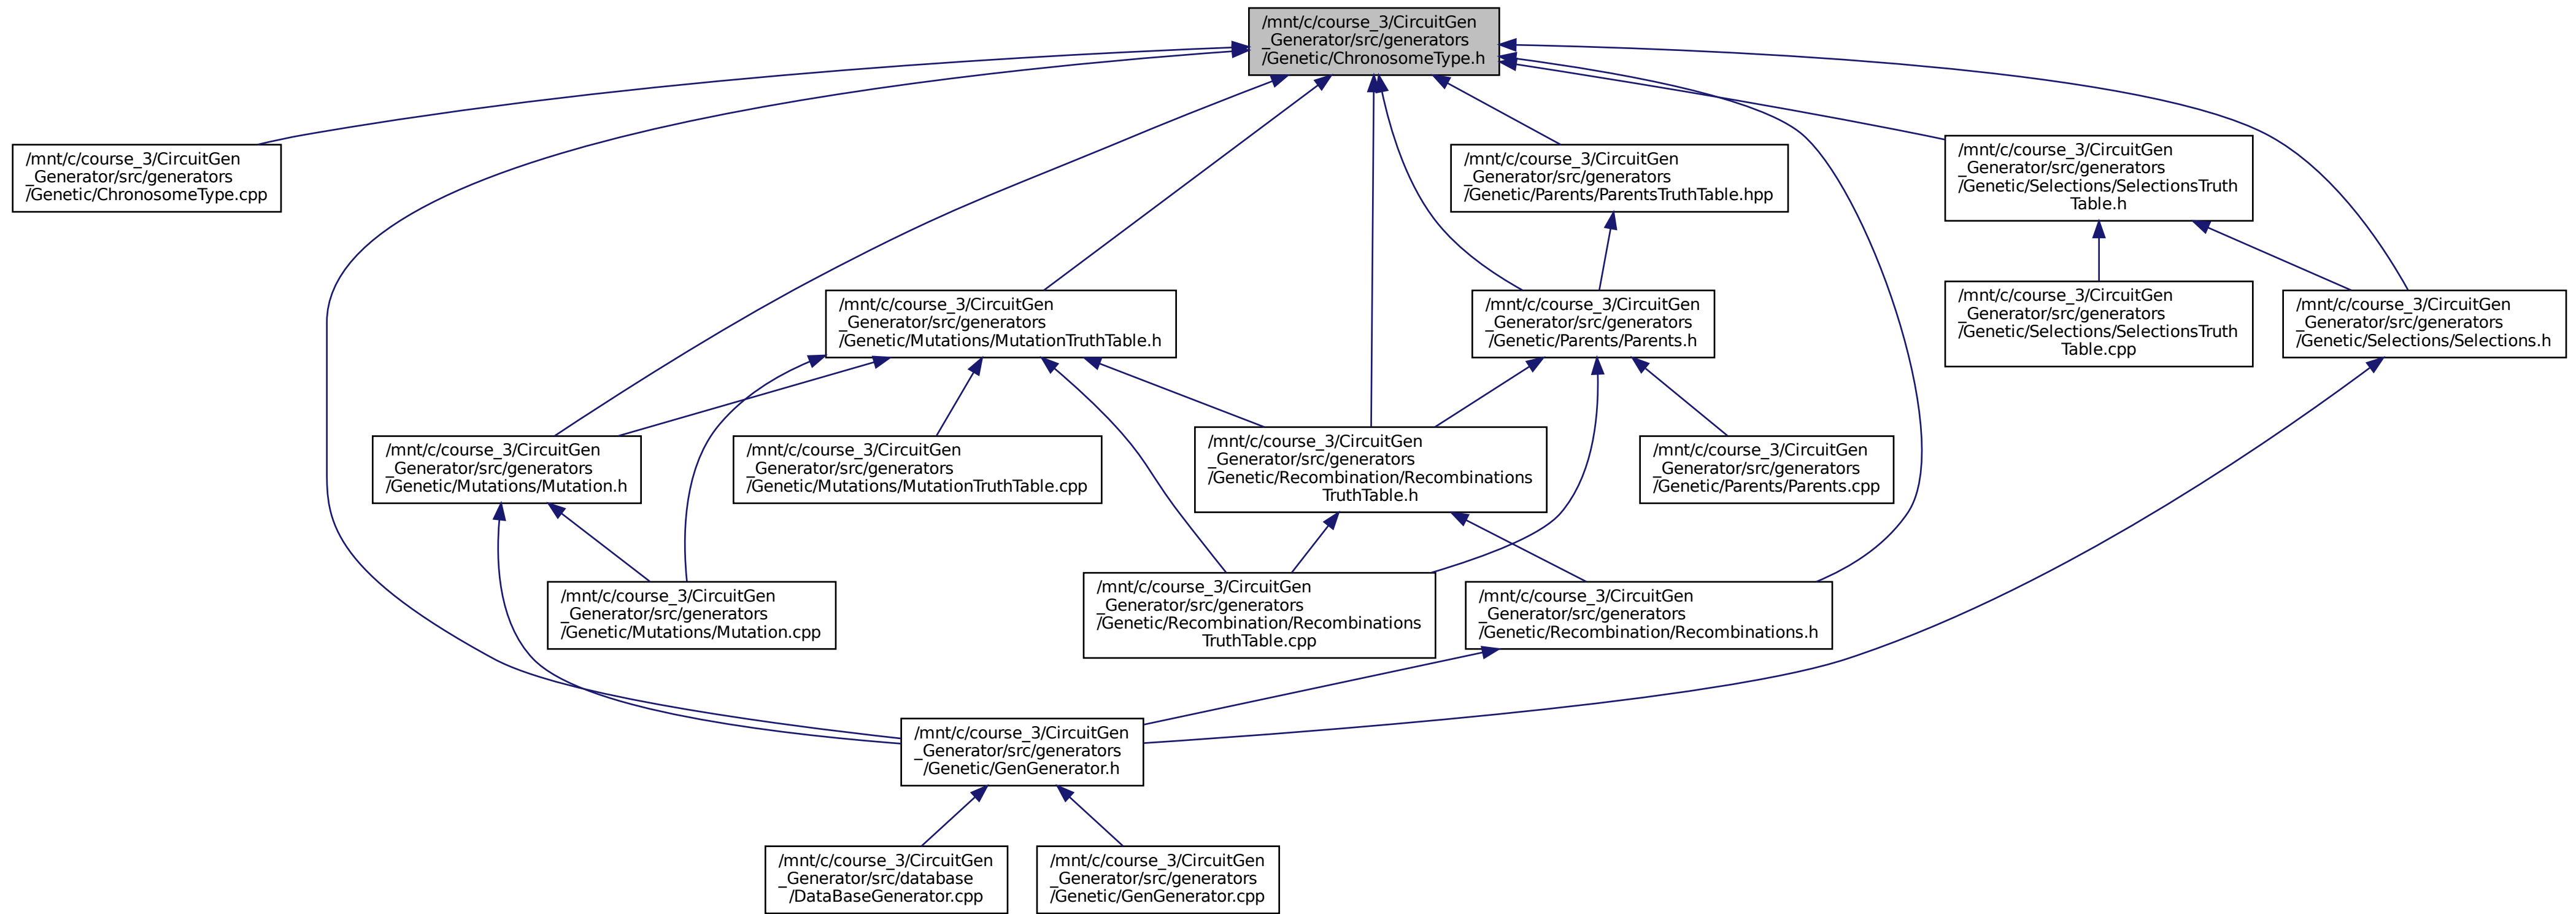 /mnt/c/course_3/CircuitGen
_Generator/src/generators
/Genetic/ChronosomeType.h
/mnt/c/course_3/CircuitGen
_Generator/src/generators
/Genetic/ChronosomeType.cpp
/mnt/c/course_3/CircuitGen
_Generator/src/generators
/Genetic/Parents/ParentsTruthTable.hpp
/mnt/c/course_3/CircuitGen
_Generator/src/generators
/Genetic/Selections/SelectionsTruth
Table.h
/mnt/c/course_3/CircuitGen
_Generator/src/generators
/Genetic/Mutations/MutationTruthTable.h
/mnt/c/course_3/CircuitGen
_Generator/src/generators
/Genetic/Parents/Parents.h
/mnt/c/course_3/CircuitGen
_Generator/src/generators
/Genetic/Selections/SelectionsTruth
Table.cpp
/mnt/c/course_3/CircuitGen
_Generator/src/generators
/Genetic/Selections/Selections.h
/mnt/c/course_3/CircuitGen
_Generator/src/generators
/Genetic/Mutations/Mutation.h
/mnt/c/course_3/CircuitGen
_Generator/src/generators
/Genetic/Mutations/MutationTruthTable.cpp
/mnt/c/course_3/CircuitGen
_Generator/src/generators
/Genetic/Recombination/Recombinations
TruthTable.h
/mnt/c/course_3/CircuitGen
_Generator/src/generators
/Genetic/Parents/Parents.cpp
/mnt/c/course_3/CircuitGen
_Generator/src/generators
/Genetic/Mutations/Mutation.cpp
/mnt/c/course_3/CircuitGen
_Generator/src/generators
/Genetic/Recombination/Recombinations
TruthTable.cpp
/mnt/c/course_3/CircuitGen
_Generator/src/generators
/Genetic/Recombination/Recombinations.h
/mnt/c/course_3/CircuitGen
_Generator/src/generators
/Genetic/GenGenerator.h
/mnt/c/course_3/CircuitGen
_Generator/src/database
/DataBaseGenerator.cpp
/mnt/c/course_3/CircuitGen
_Generator/src/generators
/Genetic/GenGenerator.cpp